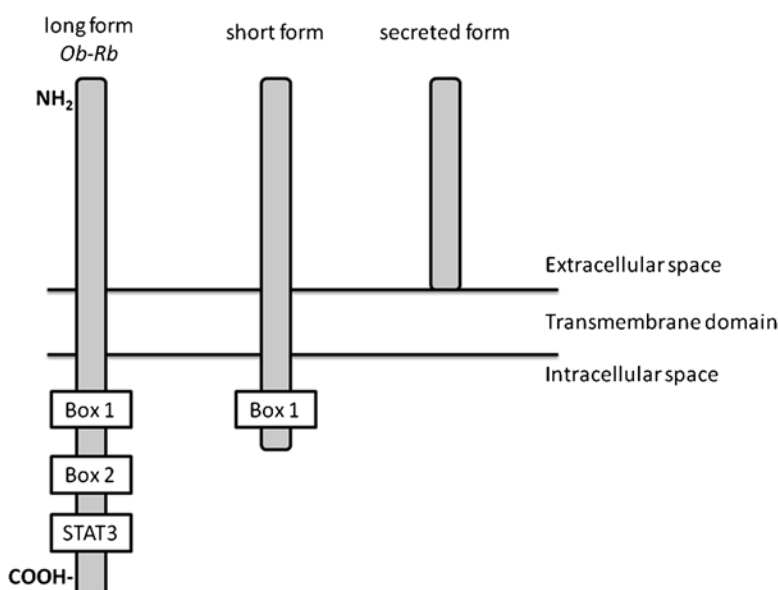 long form
Ob-Rb
short form
secreted form
NH₂
Extracellular space
Transmembrane domain
Intracellular space
Box 1
Box 1
Box 2
STAT3
COOH-